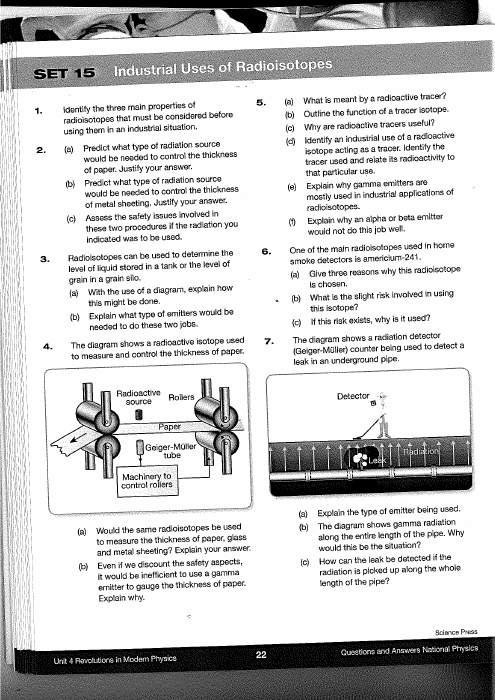 SET 15 Industrial Uses of Radioisotopes
1. Identify the three main properties of
radioisotopes that must be considered before
using them in an industrial situation.
2. (a) Predict what type of radiation source
would be needed to control the thickness
of paper. Justify your answer.
(b) Predict what type of radiation source
would be needed to control the thickness
of metal sheeting. Justify your answer.
(c) Assess the safety issues involved in
these two procedures if the radiation you
indicated was to be used.
3. Radioisotopes can be used to determine the
level of liquid stored in a tank or the level of
grain in a grain silo.
(a) With the use of a diagram, explain how
this might be done.
(b) Explain what type of emitters would be
needed to do these two jobs.
4. The diagram shows a radioactive isotope used
to measure and control the thickness of paper.
Radioactive
source
Rollers
Paper
Geiger-Müller
tube
Machinery to
control rollers
(a) Would the same radioisotopes be used
to measure the thickness of paper, glass
and metal sheeting? Explain your answer.
(b) Even if we discount the safety aspects,
it would be inefficient to use a gamma
emitter to gauge the thickness of paper.
Explain why.
5. (a) What is meant by a radioactive tracer?
(b) Outline the function of a tracer isotope.
(c) Why are radioactive tracers useful?
(d) Identify an industrial use of a radioactive
isotope acting as a tracer. Identify the
tracer used and relate its radioactivity to
that particular use.
(e) Explain why gamma emitters are
mostly used in industrial applications of
radioisotopes.
(f) Explain why an alpha or beta emitter
would not do this job well.
6. One of the main radioisotopes used in home
smoke detectors is americium-241.
(a) Give three reasons why this radioisotope
is chosen.
(b) What is the slight risk involved in using
this isotope?
(c) If this risk exists, why is it used?
7. The diagram shows a radiation detector
(Geiger-Müller) counter being used to detect a
leak in an underground pipe.
Detector
Radiation
Leak
(a) Explain the type of emitter being used.
(b) The diagram shows gamma radiation
along the entire length of the pipe. Why
would this be the situation?
(c) How can the leak be detected if the
radiation is picked up along the whole
length of the pipe?
Science Press
Unit 4 Revolutions in Modern Physics 22 Questions and Answers National Physics